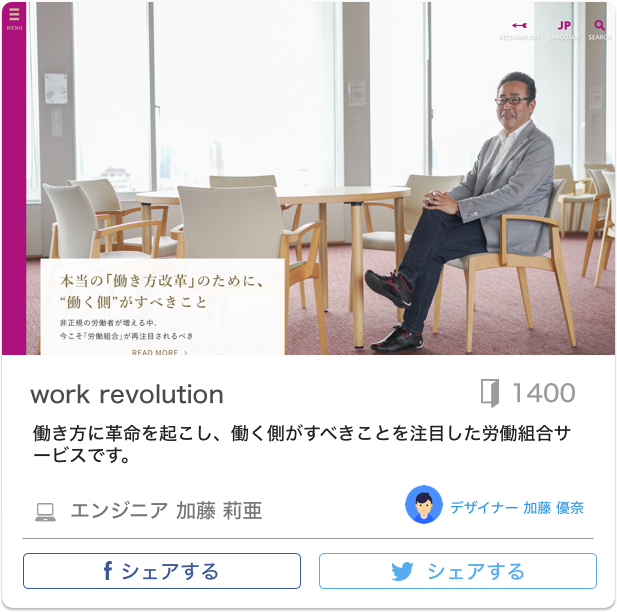 MENU
RECOMMENDS
JP
LANGUAGE
SEARCH
本当の「働き方改革」のために、
“働く側”がすべきこと
非正規の労働者が増える中、
今こそ「労働組合」が再注目されるべき
READ MORE >
work revolution
1400
働き方に革命を起こし、働く側がすべきことを注目した労働組合サ
ービスです。
エンジニア 加藤 莉亜
デザイナー 加藤 優奈
シェアする
シェアする